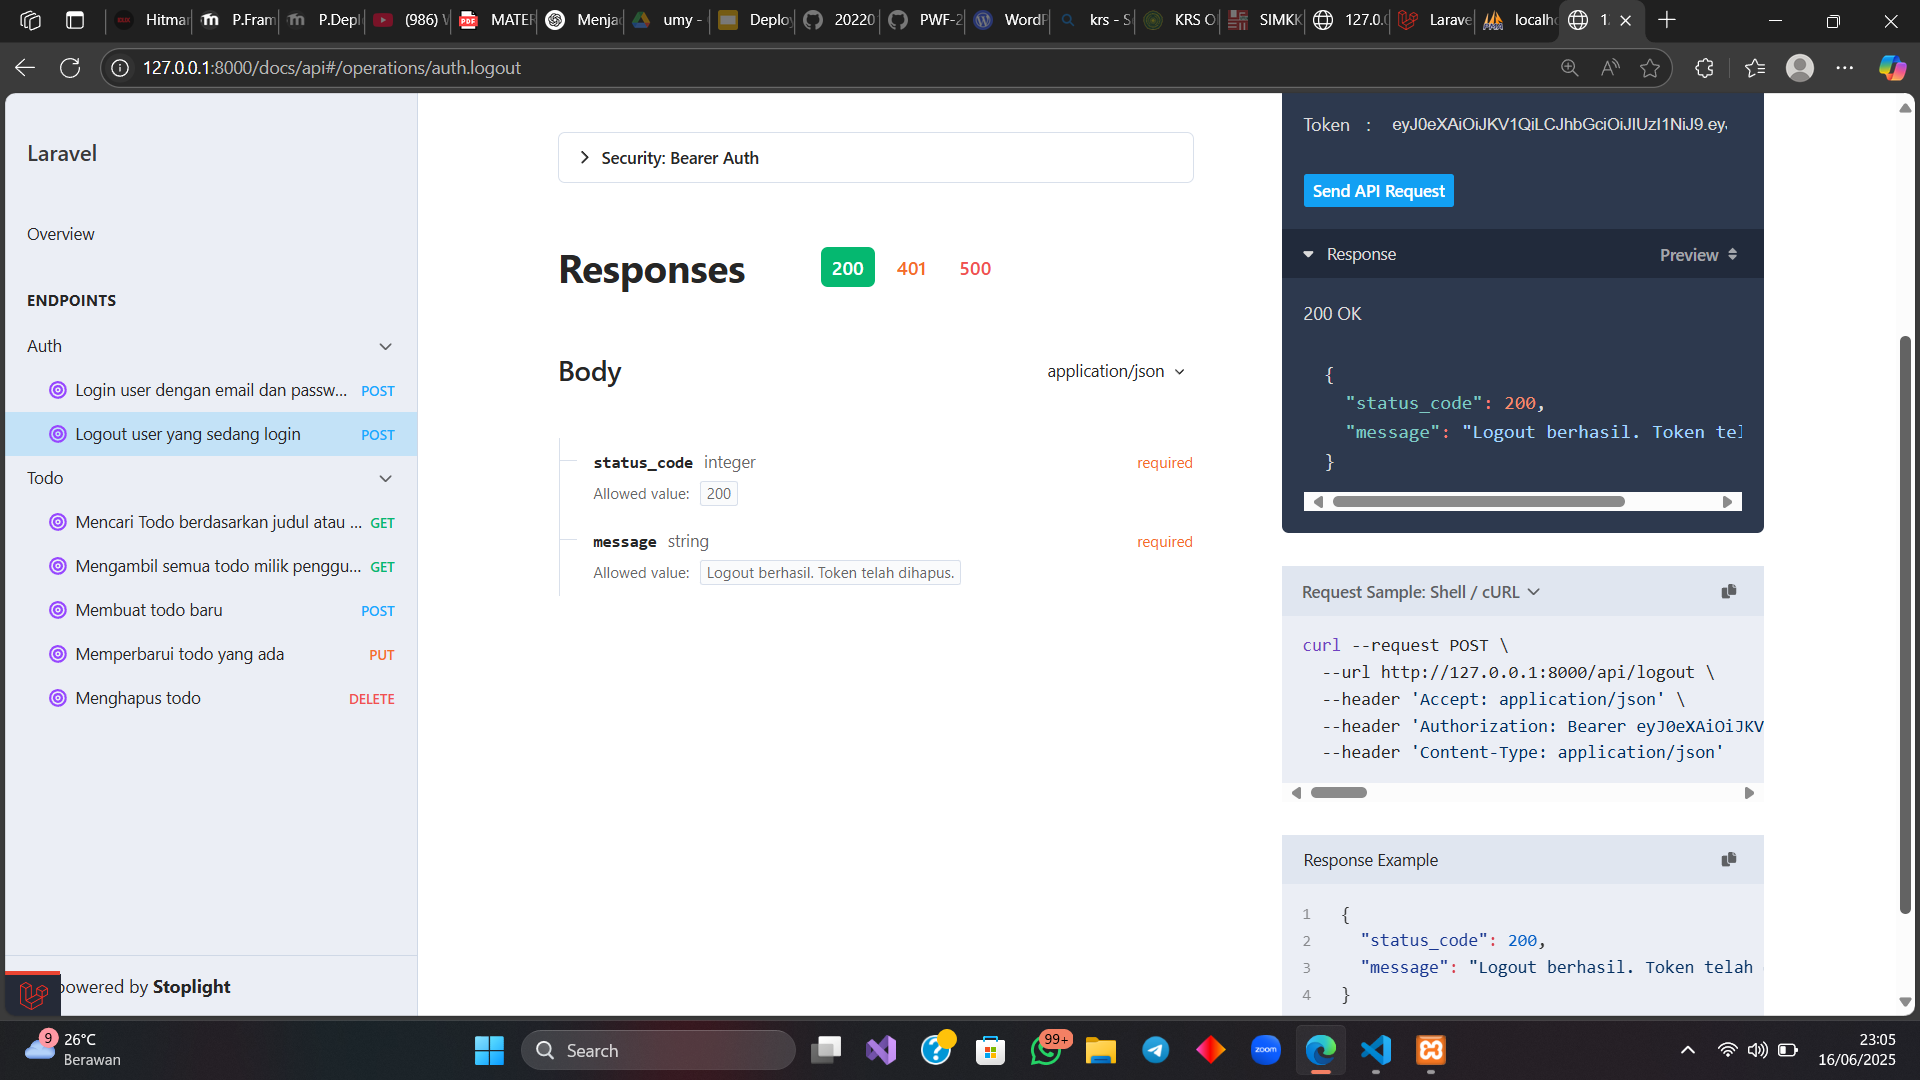 Hitmar
P.Fram
P.Depl
(986) V
MATER
Menja
umy -
Deplo
20220
PWF-2
WordP
krs - S
KRS O
SIMKK
127.0.0
Larave
localh
127.0.0.1:8000/docs/api#/operations/auth.logout
Laravel
Overview
ENDPOINTS
Auth
Login user dengan email dan passw... POST
Logout user yang sedang login POST
Todo
Mencari Todo berdasarkan judul atau ... GET
Mengambil semua todo milik penggu... GET
Membuat todo baru POST
Memperbarui todo yang ada PUT
Menghapus todo DELETE
powered by Stoplight
Security: Bearer Auth
Responses 200 401 500
Body application/json
status_code integer required
Allowed value: 200
message string required
Allowed value: Logout berhasil. Token telah dihapus.
Token : eyJ0eXAiOiJKV1QiLCJhbGciOiJIUzI1NiJ9.ey
Send API Request
Response Preview
200 OK
{
"status_code": 200,
"message": "Logout berhasil. Token tel
}
Request Sample: Shell / cURL
curl --request POST \
--url http://127.0.0.1:8000/api/logout \
--header 'Accept: application/json' \
--header 'Authorization: Bearer eyJ0eXAiOiJKV
--header 'Content-Type: application/json'
Response Example
1 {
2 "status_code": 200,
3 "message": "Logout berhasil. Token telah
4 }
9
26°C
Berawan
Search
99+
zoom
23:05
16/06/2025